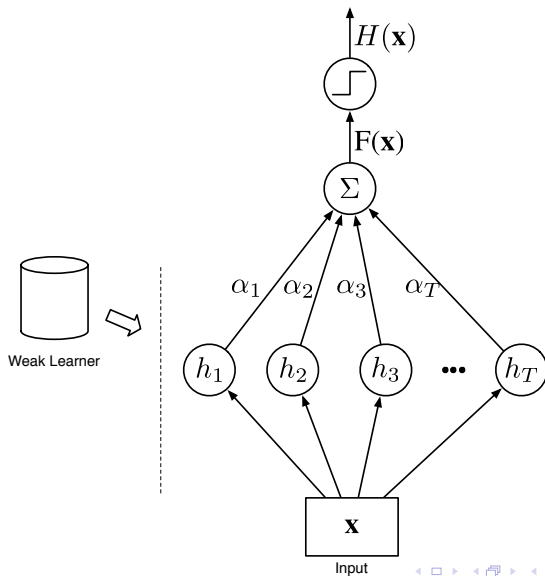 H(x)
F(x)
Σ
α1 α2 α3 αT
Weak Learner
h1 h2 h3 ••• hT
x
Input